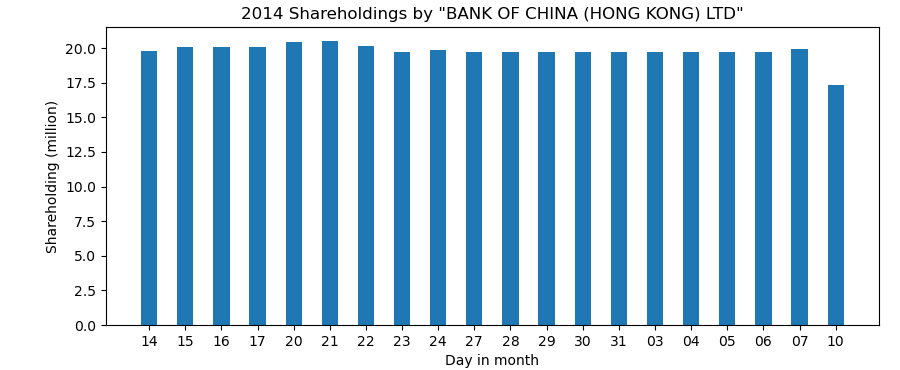 2014 Shareholdings by "BANK OF CHINA (HONG KONG) LTD"
Shareholding (million)
20.0
17.5
15.0
12.5
10.0
7.5
5.0
2.5
0.0
14 15 16 17 20 21 22 23 24 27 28 29 30 31 03 04 05 06 07 10
Day in month